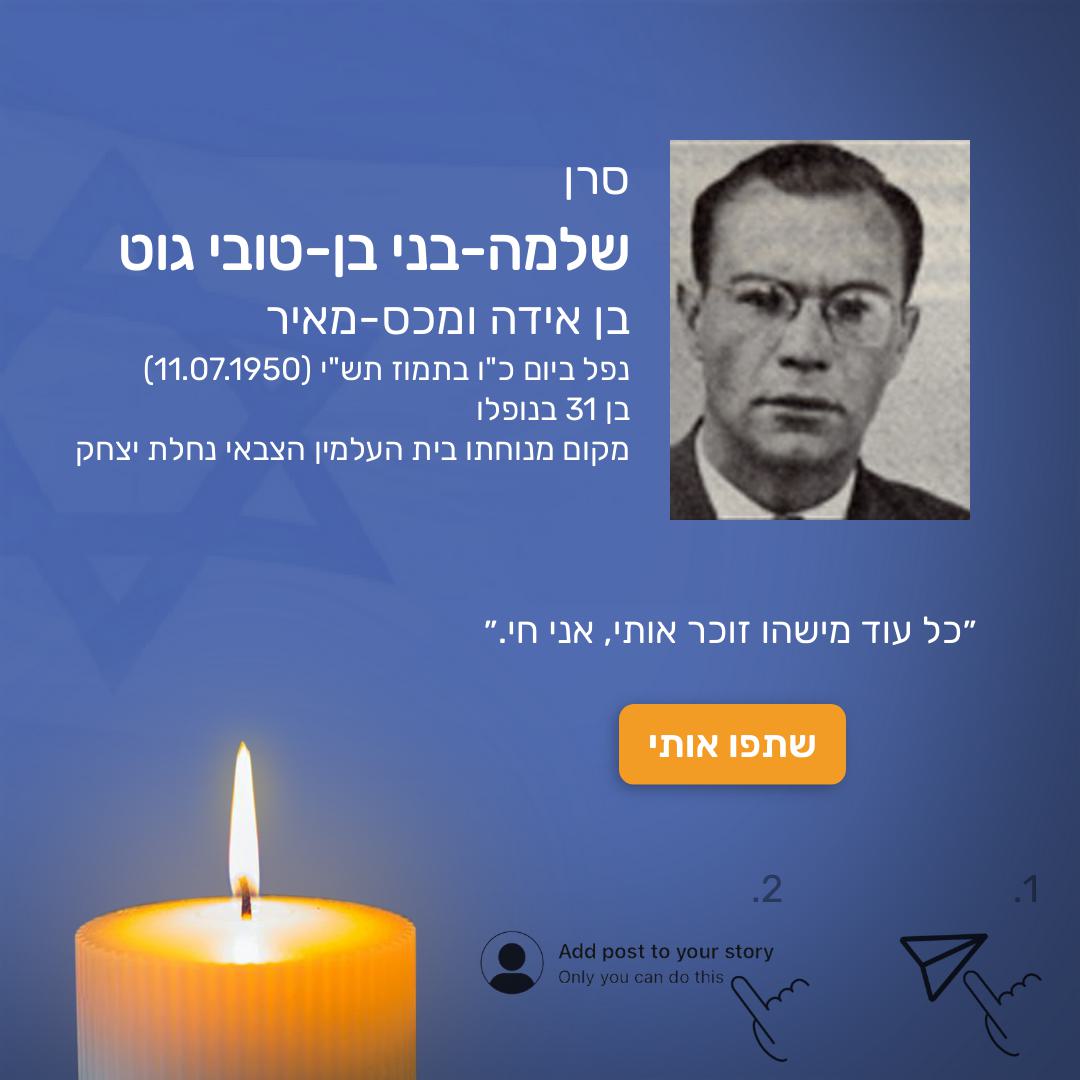 סרן
שלמה-בני בן-טובי גוט
בן אידה ומכס-מאיר
נפל ביום כ"ו בתמוז תש"י (11.07.1950)
בן 31 בנופלו
מקום מנוחתו בית העלמין הצבאי נחלת יצחק
״כל עוד מישהו זוכר אותי, אני חי.״
שתפו אותי
1.
2.
Add post to your story
Only you can do this